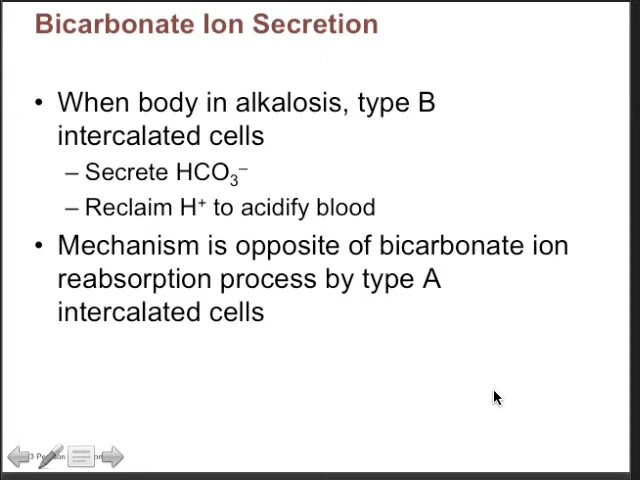 Bicarbonate Ion Secretion
• When body in alkalosis, type B
intercalated cells
– Secrete HCO₃⁻
– Reclaim H⁺ to acidify blood
• Mechanism is opposite of bicarbonate ion
reabsorption process by type A
intercalated cells